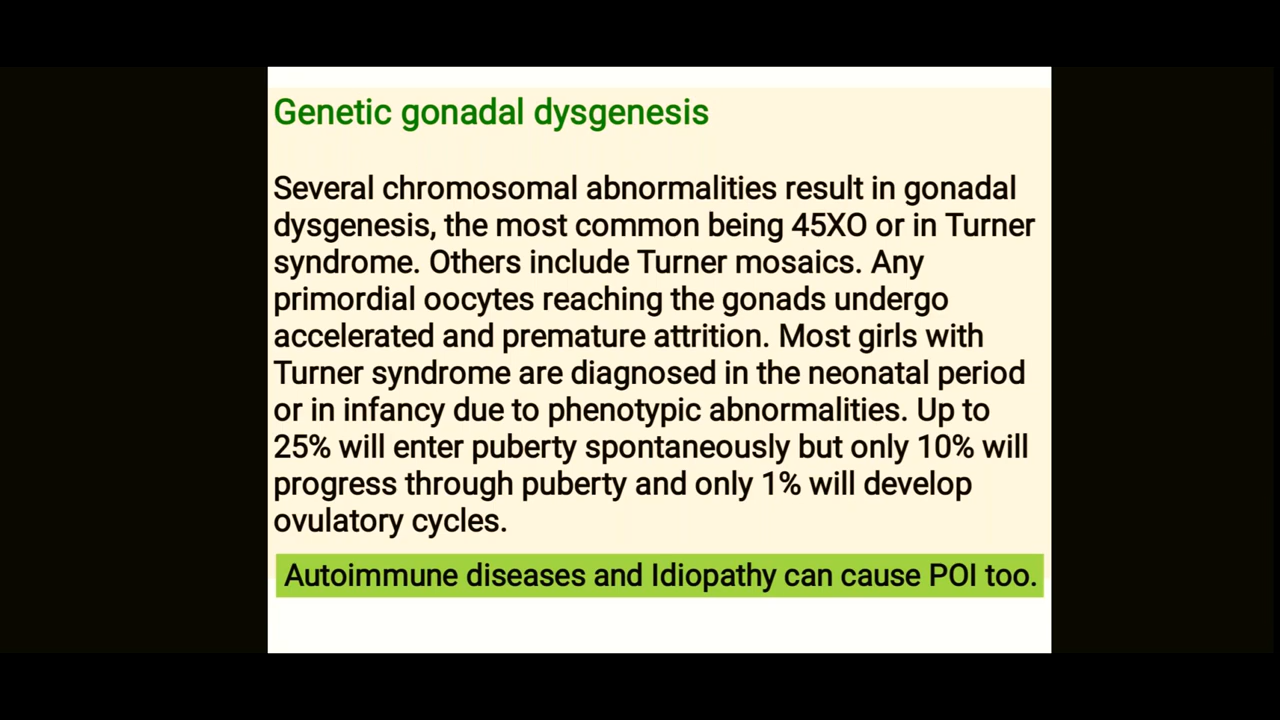 Genetic gonadal dysgenesis
Several chromosomal abnormalities result in gonadal
dysgenesis, the most common being 45XO or in Turner
syndrome. Others include Turner mosaics. Any
primordial oocytes reaching the gonads undergo
accelerated and premature attrition. Most girls with
Turner syndrome are diagnosed in the neonatal period
or in infancy due to phenotypic abnormalities. Up to
25% will enter puberty spontaneously but only 10% will
progress through puberty and only 1% will develop
ovulatory cycles.
Autoimmune diseases and Idiopathy can cause POI too.